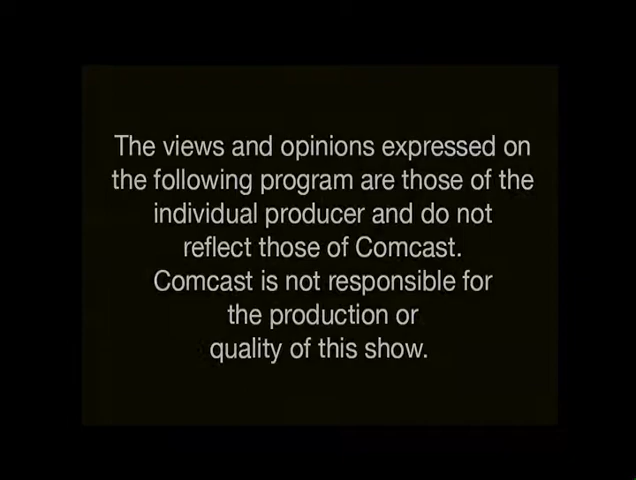 The views and opinions expressed on
the following program are those of the
individual producer and do not
reflect those of Comcast.
Comcast is not responsible for
the production or
quality of this show.